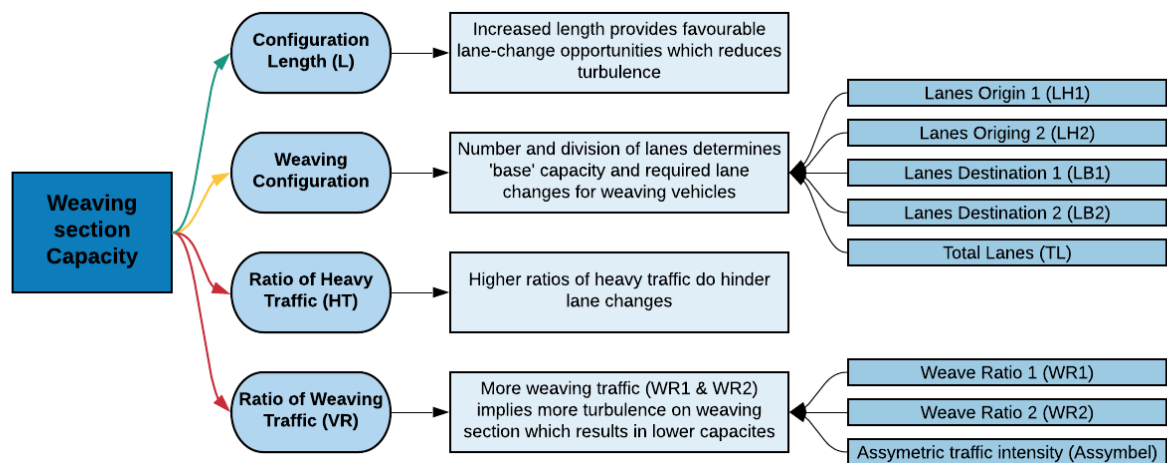 Weaving
section
Capacity
Configuration
Length (L)
Increased length provides favourable
lane-change opportunities which reduces
turbulence
Weaving
Configuration
Number and division of lanes determines
'base' capacity and required lane
changes for weaving vehicles
Lanes Origin 1 (LH1)
Lanes Origing 2 (LH2)
Lanes Destination 1 (LB1)
Lanes Destination 2 (LB2)
Total Lanes (TL)
Ratio of Heavy
Traffic (HT)
Higher ratios of heavy traffic do hinder
lane changes
Ratio of Weaving
Traffic (VR)
More weaving traffic (WR1 & WR2)
implies more turbulence on weaving
section which results in lower capacites
Weave Ratio 1 (WR1)
Weave Ratio 2 (WR2)
Assymetric traffic intensity (Assymbel)